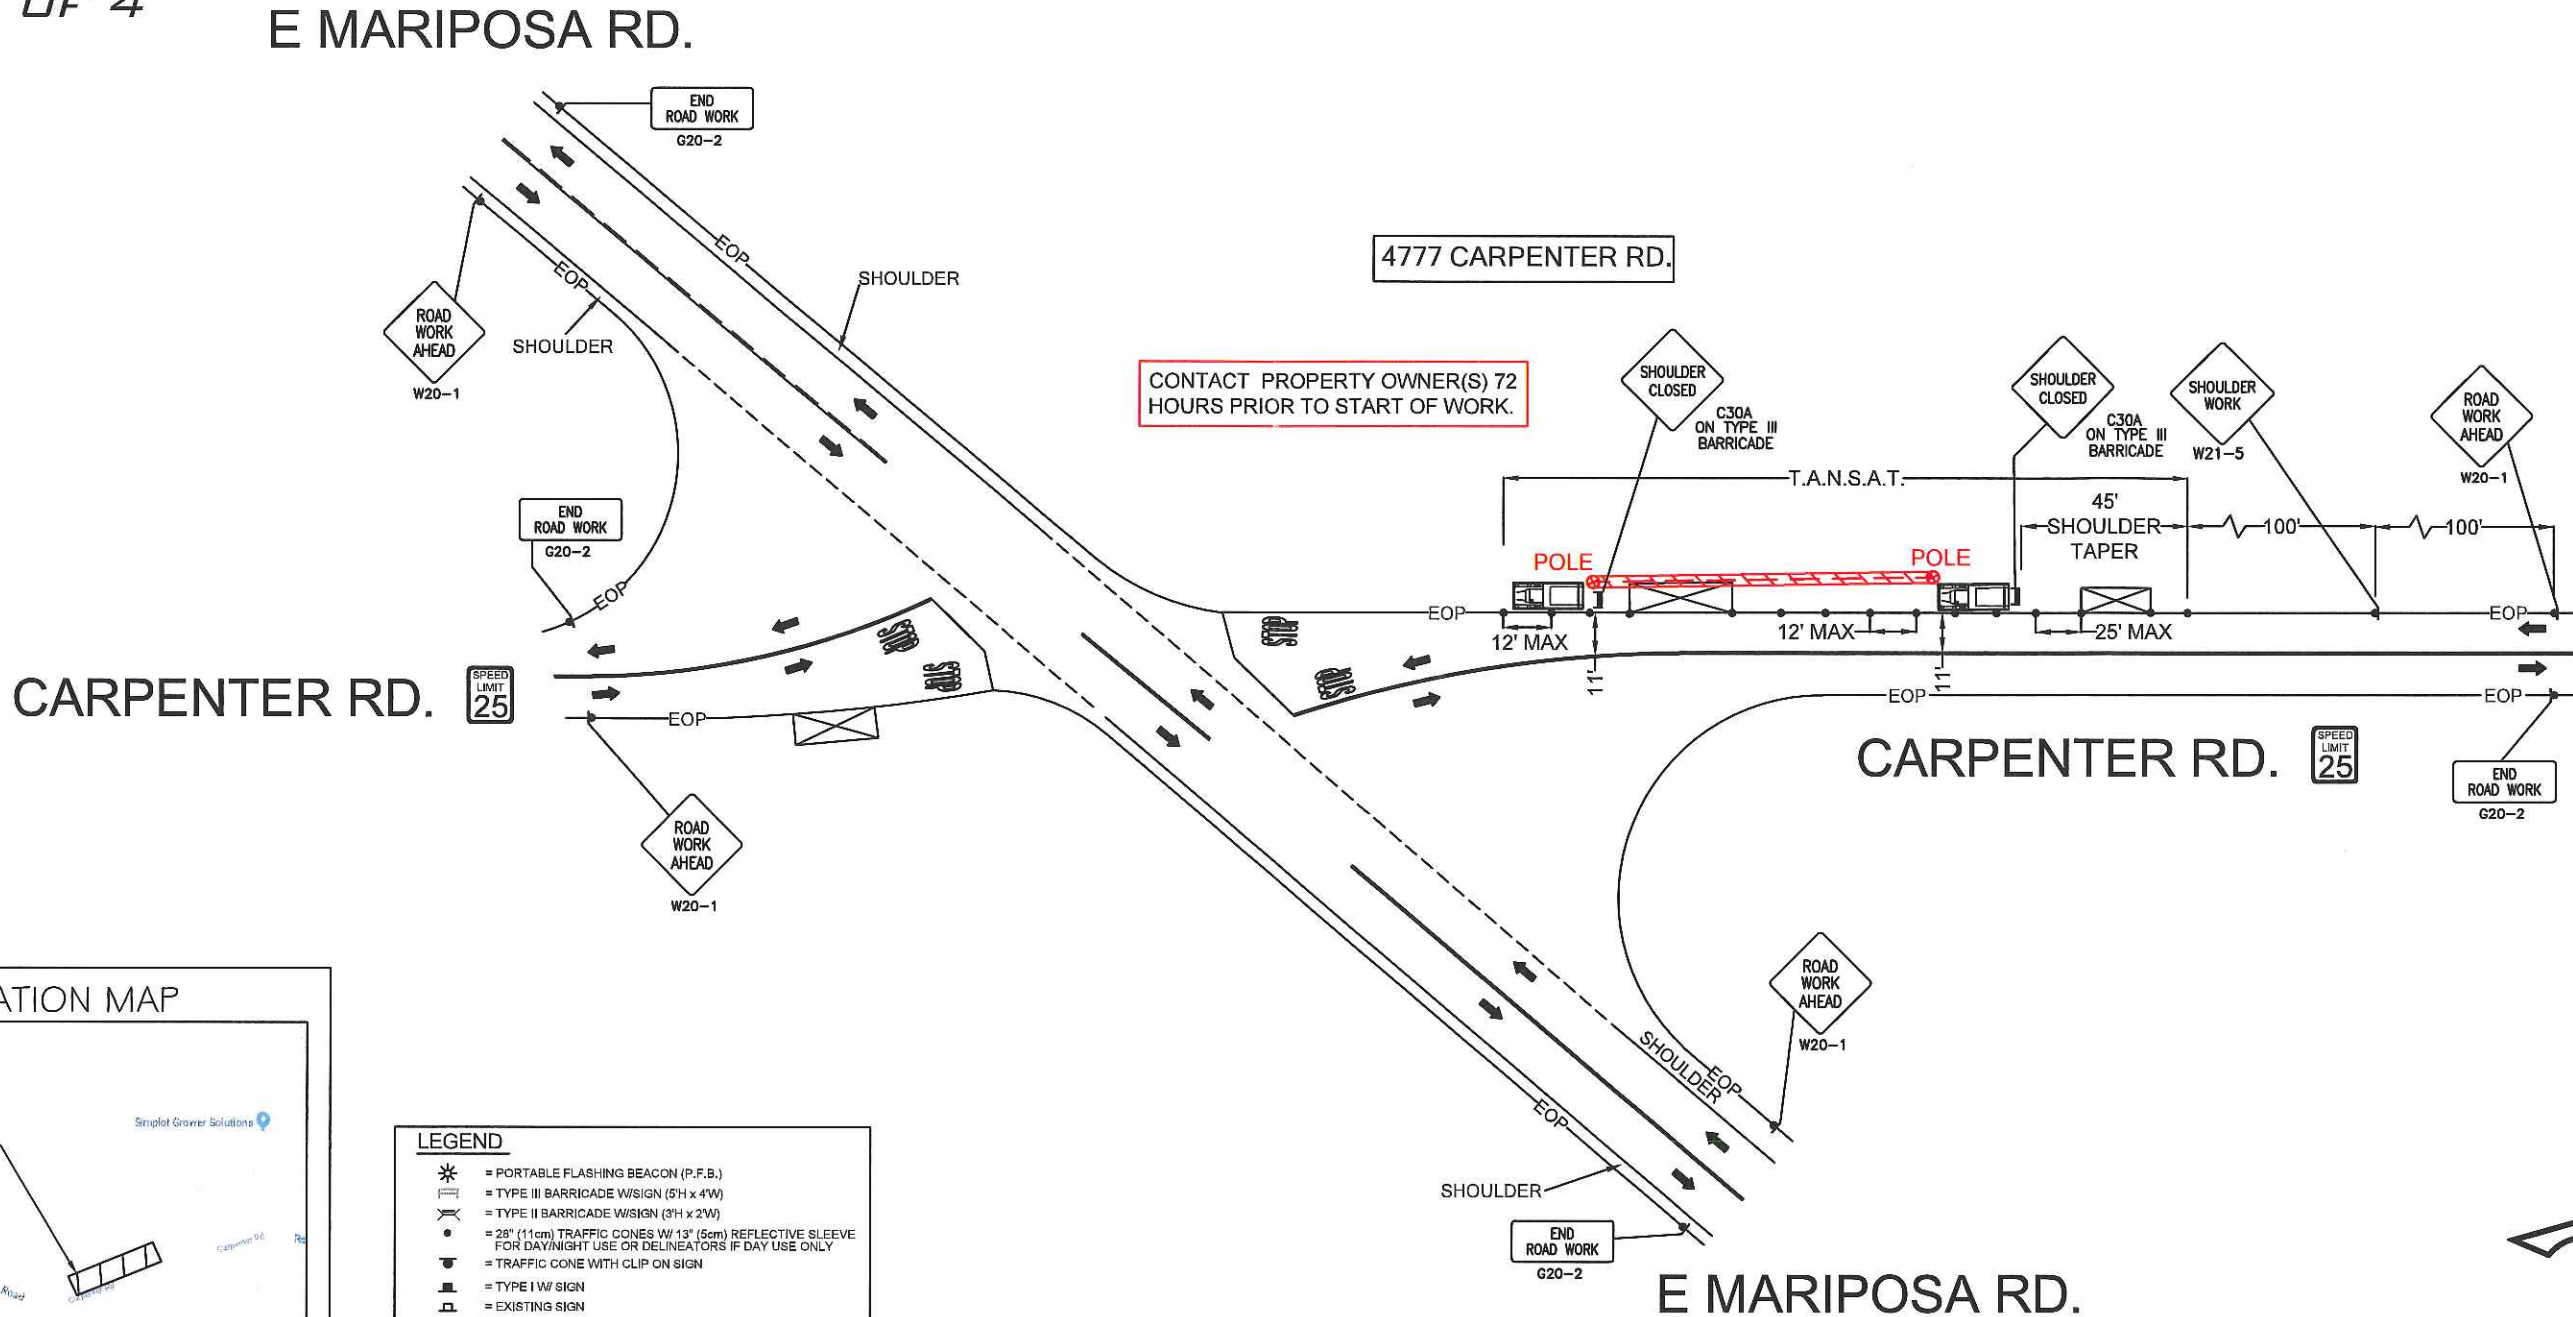 OF 4
E MARIPOSA RD.
END
ROAD WORK
G20-2
EOP
SHOULDER
EOP
SHOULDER
ROAD
WORK
AHEAD
W20-1
4777 CARPENTER RD.
CONTACT PROPERTY OWNER(S) 72
HOURS PRIOR TO START OF WORK.
SHOULDER
CLOSED
C30A
ON TYPE III
BARRICADE
SHOULDER
CLOSED
C30A
ON TYPE III
BARRICADE
SHOULDER
WORK
W21-5
ROAD
WORK
AHEAD
W20-1
T.A.N.S.A.T.
45'
SHOULDER
TAPER
100'
100'
POLE
POLE
END
ROAD WORK
G20-2
EOP
STOP
STOP
STOP
STOP
EOP
12' MAX
11'
12' MAX
11'
25' MAX
EOP
CARPENTER RD.
SPEED
LIMIT
25
EOP
EOP
EOP
CARPENTER RD.
SPEED
LIMIT
25
END
ROAD WORK
G20-2
ROAD
WORK
AHEAD
W20-1
ROAD
WORK
AHEAD
W20-1
SHOULDER
EOP
EOP
SHOULDER
END
ROAD WORK
G20-2
E MARIPOSA RD.
ATION MAP
Simplot Grower Solutions
Carpenter Rd
Re
Road
LEGEND
= PORTABLE FLASHING BEACON (P.F.B.)
= TYPE III BARRICADE W/SIGN (5'H x 4'W)
= TYPE II BARRICADE W/SIGN (3'H x 2'W)
= 28" (11cm) TRAFFIC CONES W/ 13" (5cm) REFLECTIVE SLEEVE
FOR DAY/NIGHT USE OR DELINEATORS IF DAY USE ONLY
= TRAFFIC CONE WITH CLIP ON SIGN
= TYPE I W/ SIGN
= EXISTING SIGN